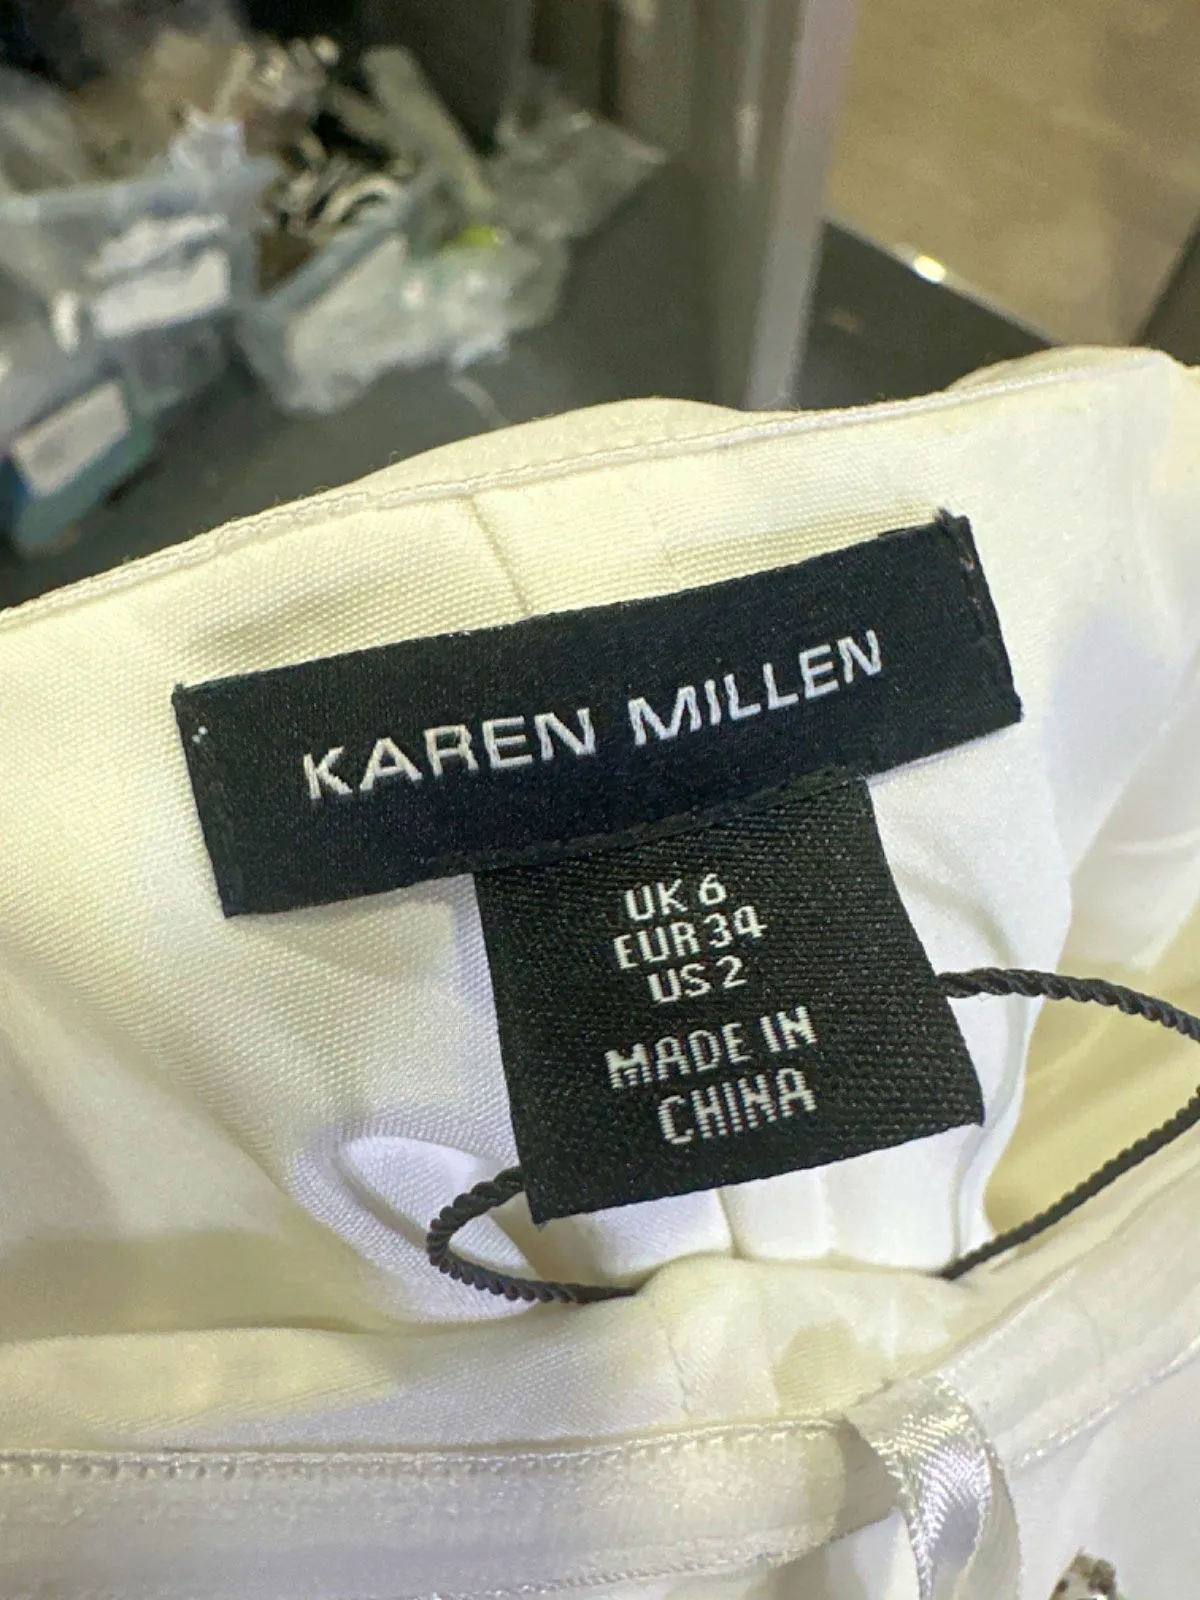 KAREN MILLEN
UK 6
EUR 34
US 2
MADE IN
CHINA